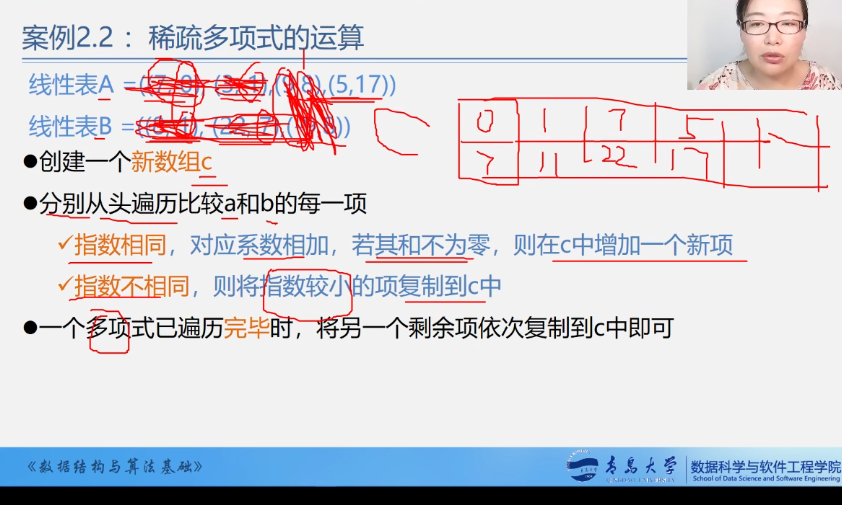 案例2.2：稀疏多项式的运算
线性表A =((7,0),(3,1),(9,8),(5,17))
线性表B =((8,1),(22,7),(-9,8))
C
0 1 7 5
7 11 22 17
●创建一个新数组c
●分别从头遍历比较a和b的每一项
✓指数相同，对应系数相加，若其和不为零，则在c中增加一个新项
✓指数不相同，则将指数较小的项复制到c中
●一个多项式已遍历完毕时，将另一个剩余项依次复制到c中即可
《数据结构与算法基础》
青岛大学
QINGDAO UNIVERSITY
数据科学与软件工程学院
School of Data Science and Software Engineering